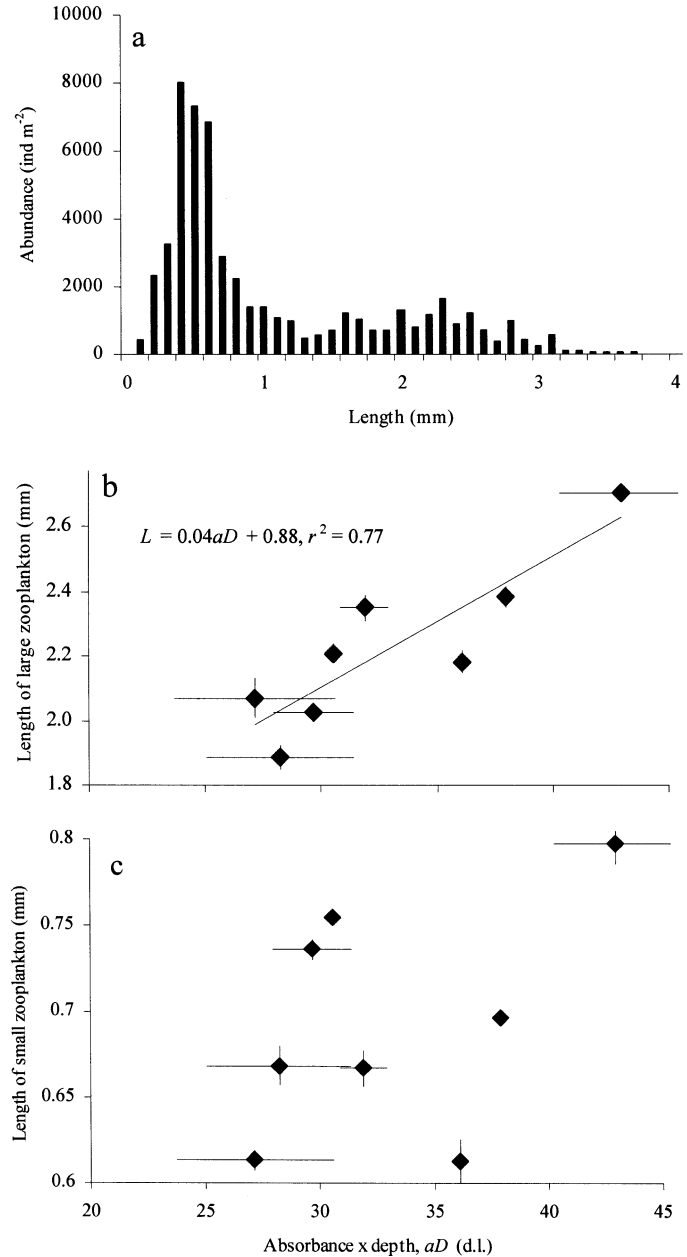 a
Abundance (ind m-2)
10000
8000
6000
4000
2000
0
0 1 2 3 4
Length (mm)
b
L = 0.04aD + 0.88, r2 = 0.77
Length of large zooplankton (mm)
2.6
2.4
2.2
2.0
1.8
c
Length of small zooplankton (mm)
0.8
0.75
0.7
0.65
0.6
20 25 30 35 40 45
Absorbance x depth, aD (d.l.)